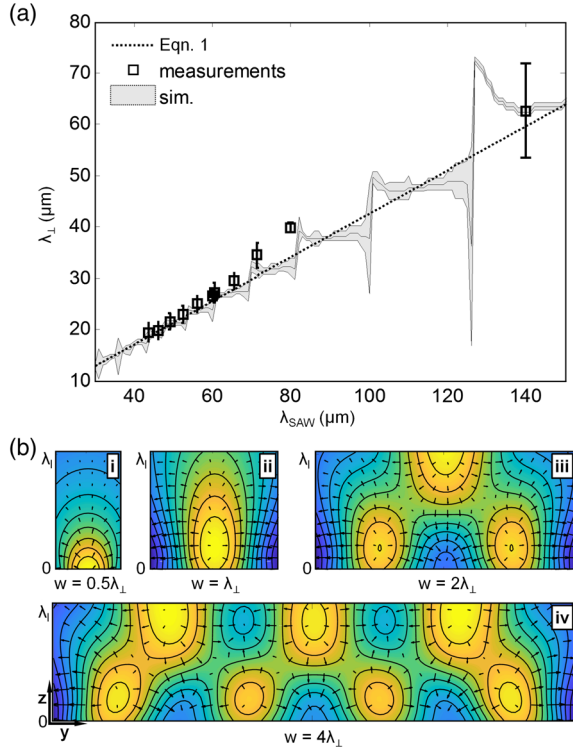 (a)
80
70
60
50
40
30
20
10
λ⊥ (μm)
Eqn. 1
measurements
sim.
40 60 80 100 120 140
λSAW (μm)
(b)
λl i
0
w = 0.5λ⊥
λl ii
0
w = λ⊥
λl iii
0
w = 2λ⊥
λl iv
z
0
y
w = 4λ⊥